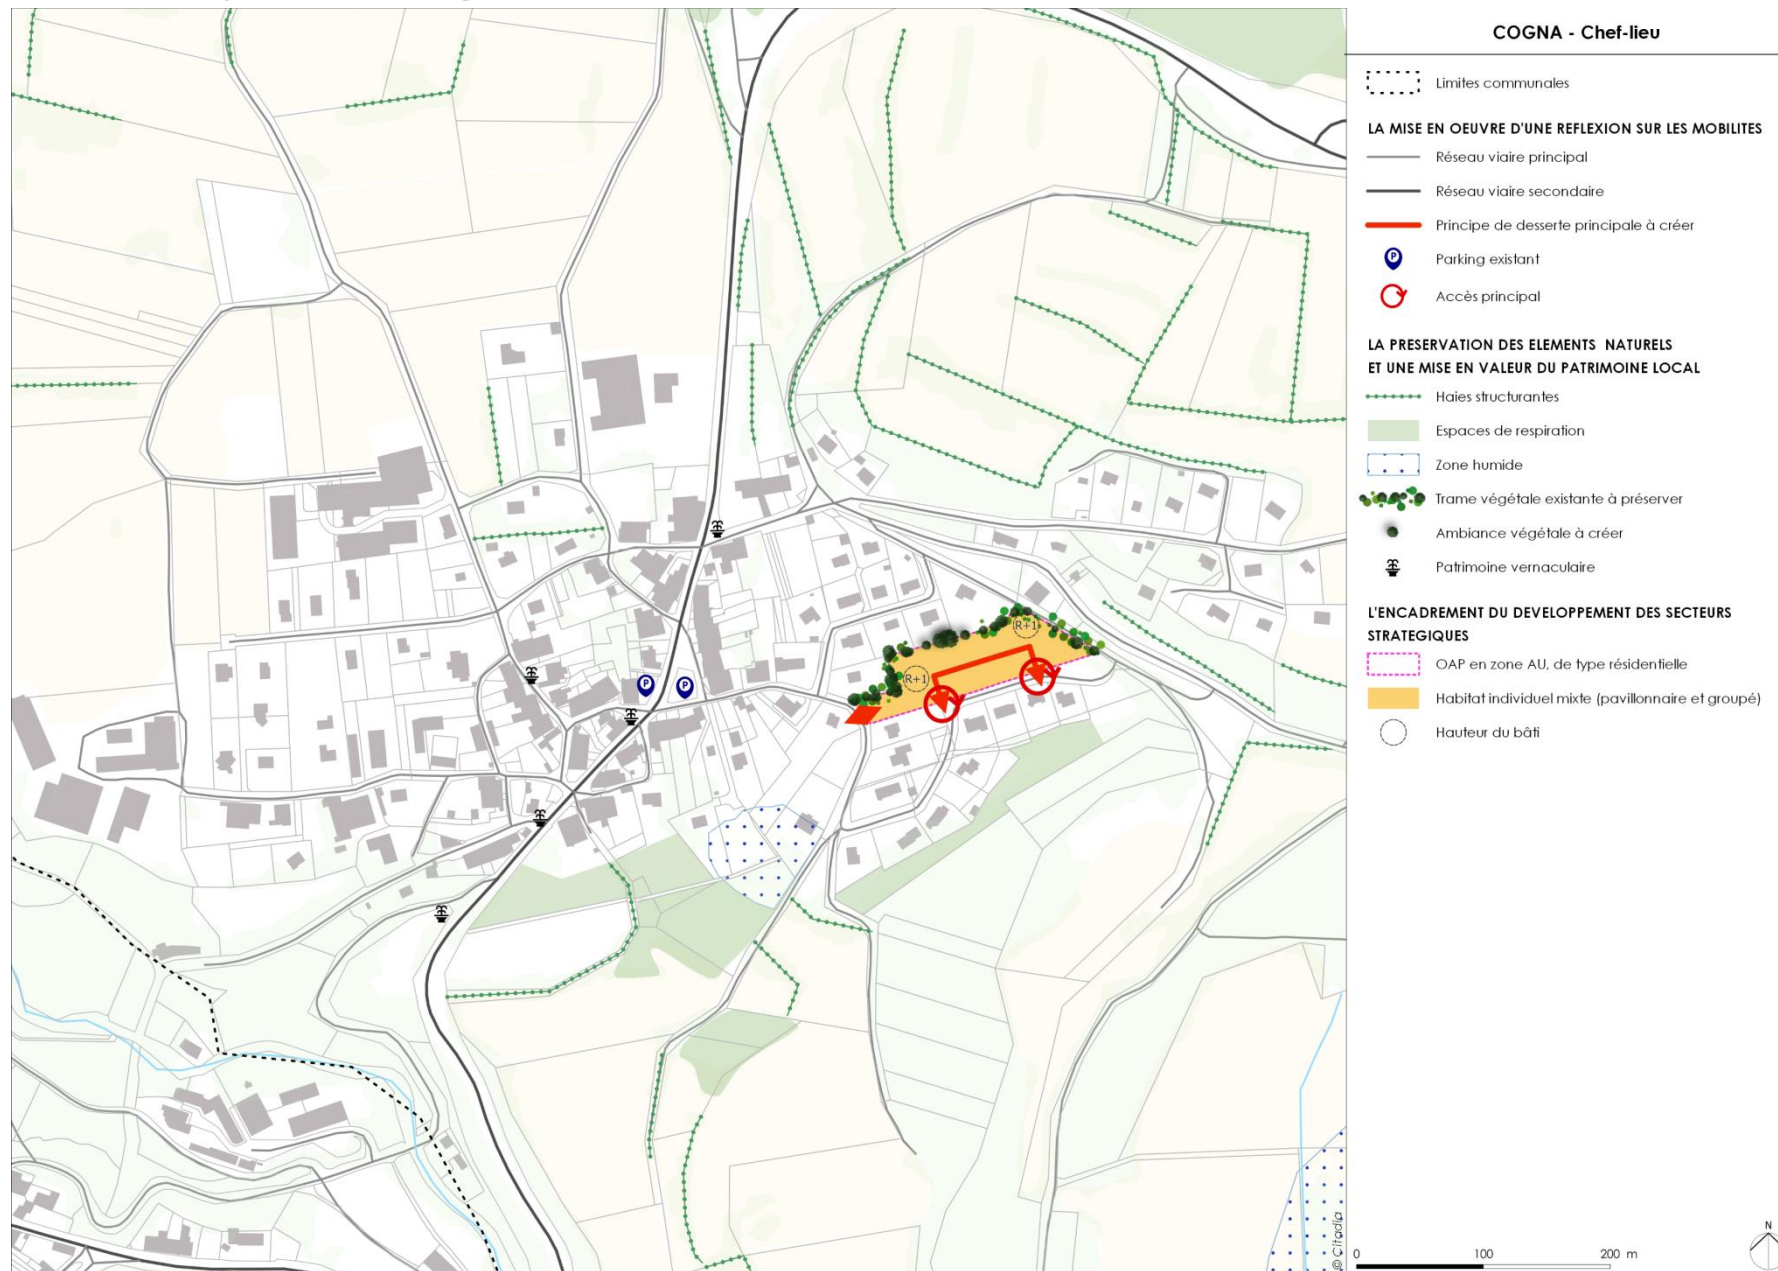 COGNA - Chef-lieu
Limites communales
LA MISE EN OEUVRE D'UNE REFLEXION SUR LES MOBILITES
Réseau viaire principal
Réseau viaire secondaire
Principe de desserte principale à créer
P
Parking existant
Accès principal
LA PRESERVATION DES ELEMENTS NATURELS
ET UNE MISE EN VALEUR DU PATRIMOINE LOCAL
Haies structurantes
Espaces de respiration
Zone humide
Trame végétale existante à préserver
Ambiance végétale à créer
Patrimoine vernaculaire
L'ENCADREMENT DU DEVELOPPEMENT DES SECTEURS
STRATEGIQUES
OAP en zone AU, de type résidentielle
Habitat individuel mixte (pavillonnaire et groupé)
Hauteur du bâti
R+1
R+1
P
P
© Citadia
N
0 100 200 m